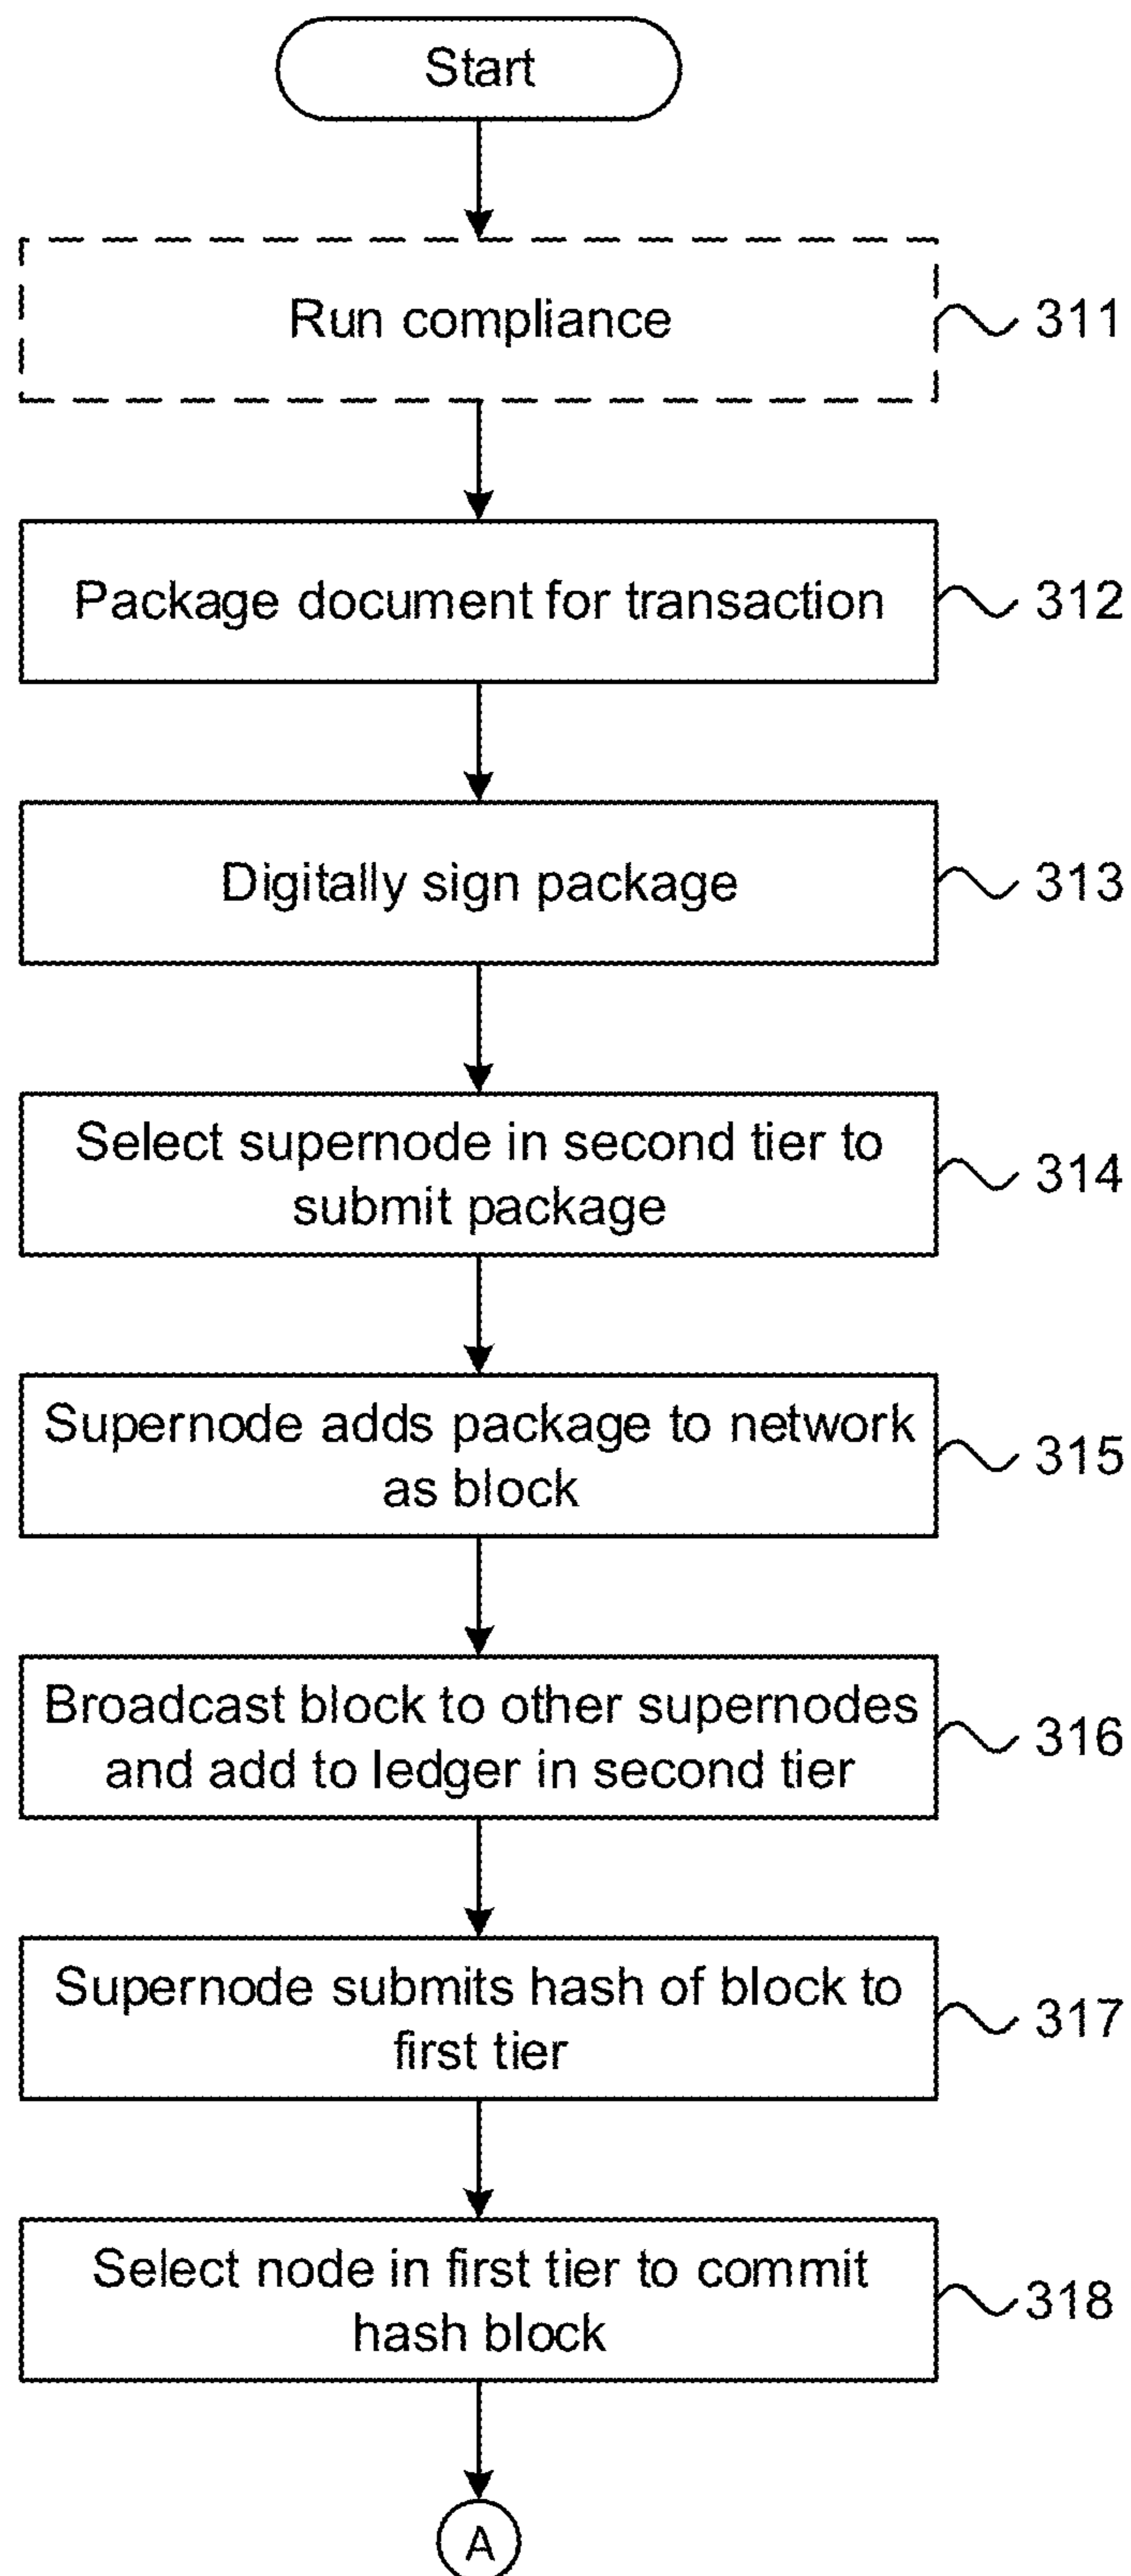 Start
Run compliance
311
Package document for transaction
312
Digitally sign package
313
Select supernode in second tier to
submit package
314
Supernode adds package to network
as block
315
Broadcast block to other supernodes
and add to ledger in second tier
316
Supernode submits hash of block to
first tier
317
Select node in first tier to commit
hash block
318
A